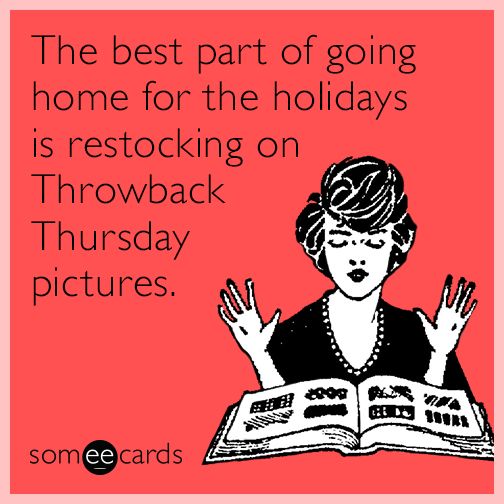 The best part of going
home for the holidays
is restocking on
Throwback
Thursday
pictures.
someecards